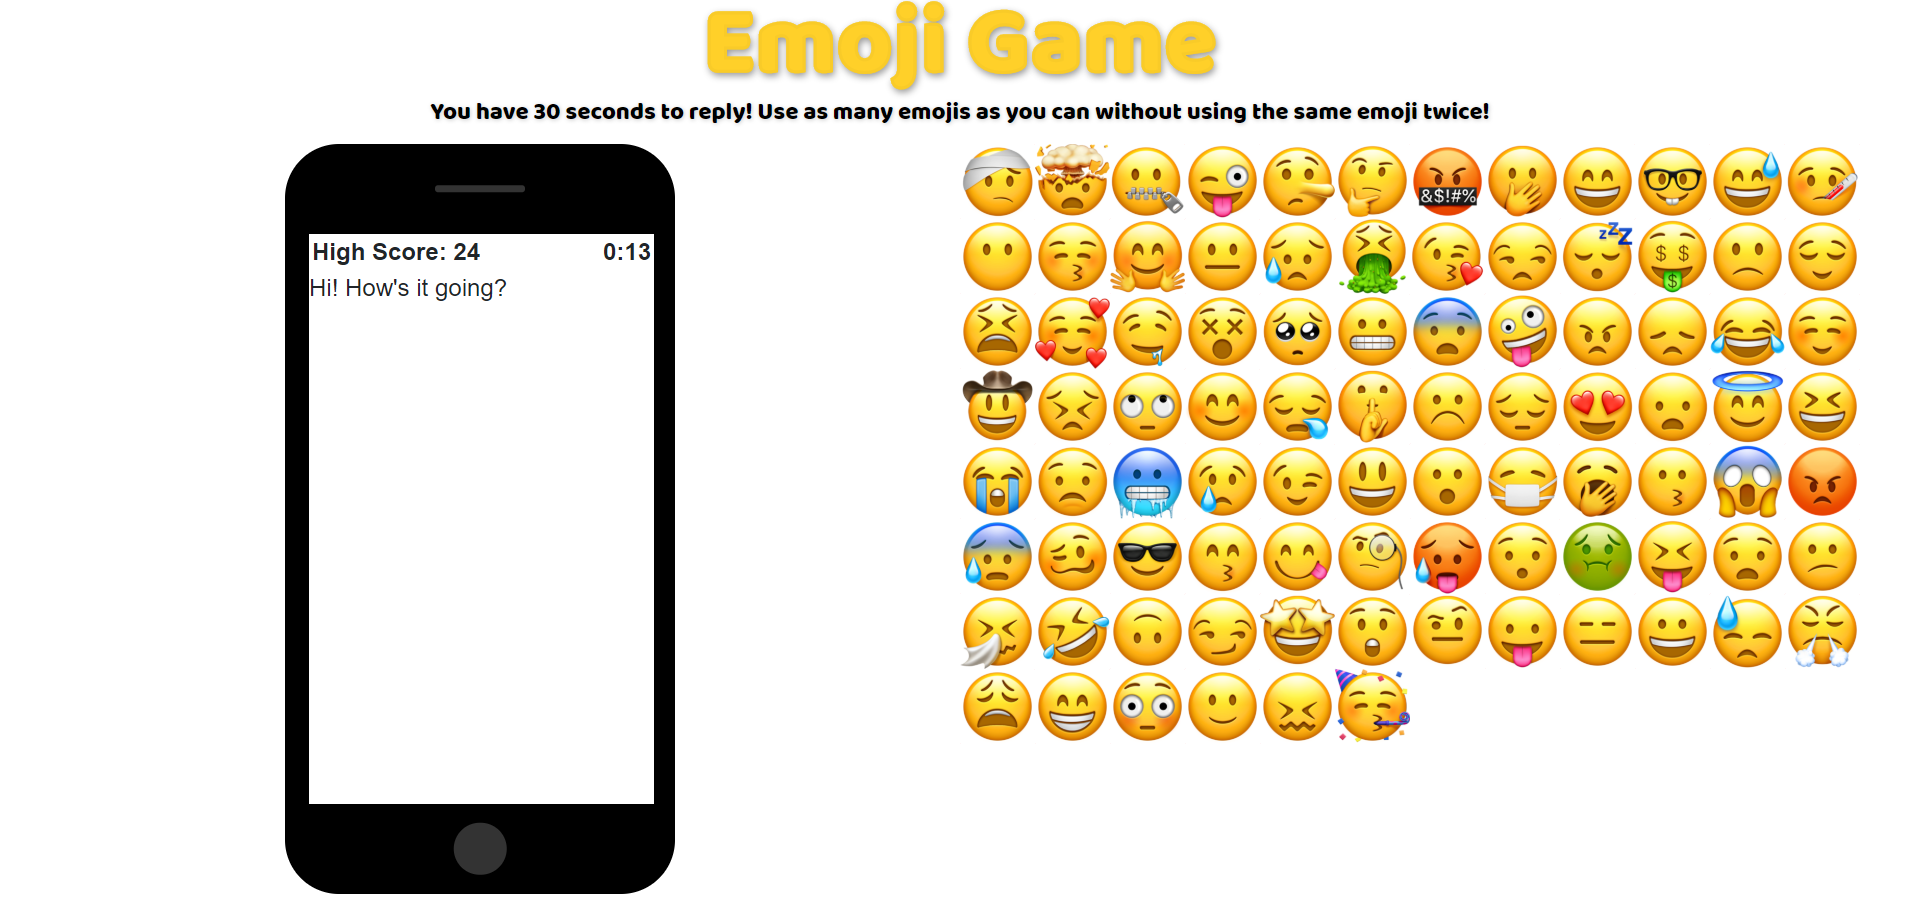 Emoji Game
You have 30 seconds to reply! Use as many emojis as you can without using the same emoji twice!
High Score: 24 0:13
Hi! How's it going?
&$!#%
zZZ
$ $
$